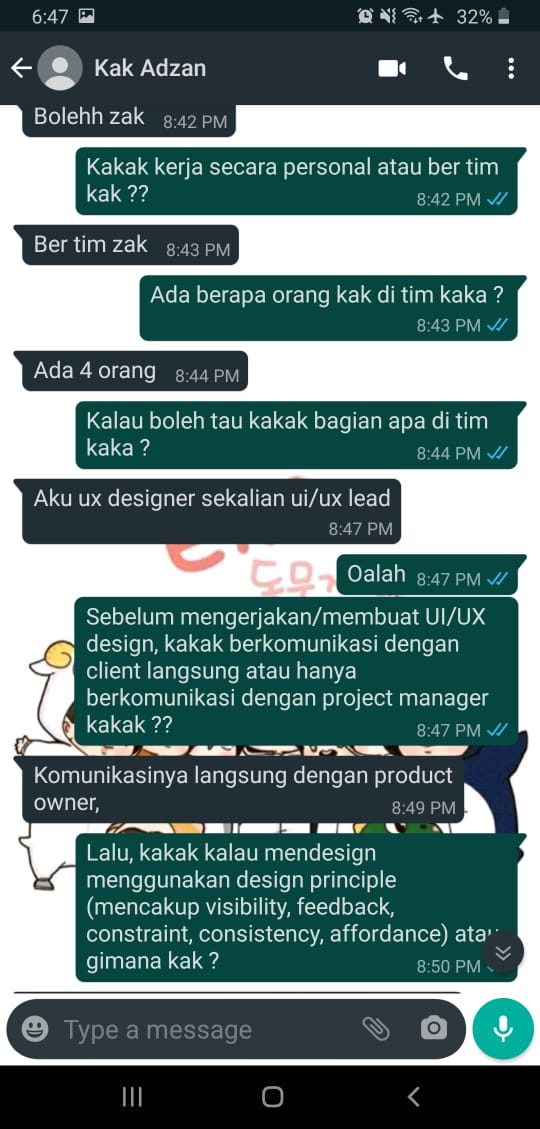 6:47 32%
Kak Adzan
Bolehh zak 8:42 PM
Kakak kerja secara personal atau ber tim
kak ??
8:42 PM
Ber tim zak 8:43 PM
Ada berapa orang kak di tim kaka ?
8:43 PM
Ada 4 orang 8:44 PM
Kalau boleh tau kakak bagian apa di tim
kaka ?
8:44 PM
Aku ux designer sekalian ui/ux lead
8:47 PM
Oalah 8:47 PM
Sebelum mengerjakan/membuat UI/UX
design, kakak berkomunikasi dengan
client langsung atau hanya
berkomunikasi dengan project manager
kakak ??
8:47 PM
Komunikasinya langsung dengan product
owner,
8:49 PM
Lalu, kakak kalau mendesign
menggunakan design principle
(mencakup visibility, feedback,
constraint, consistency, affordance) atau
gimana kak ?
8:50 PM
Type a message